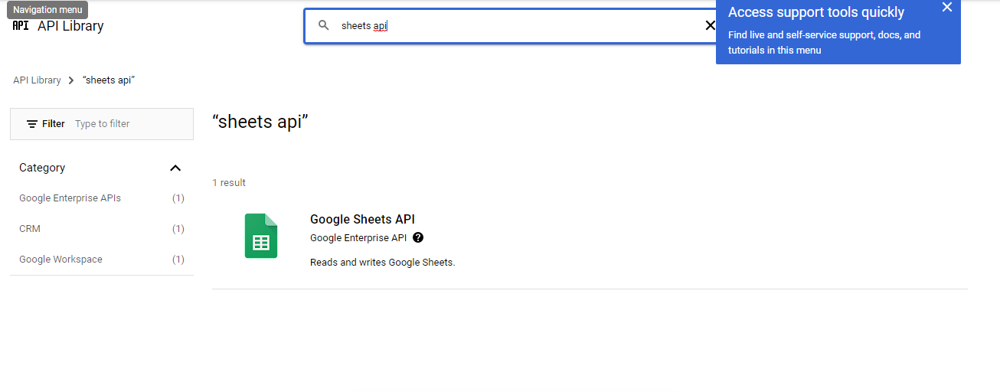 Navigation menu
API API Library
sheets api
Access support tools quickly
Find live and self-service support, docs, and
tutorials in this menu
API Library > “sheets api”
Filter Type to filter
“sheets api”
Category
Google Enterprise APIs (1)
CRM (1)
Google Workspace (1)
1 result
Google Sheets API
Google Enterprise API ?
Reads and writes Google Sheets.